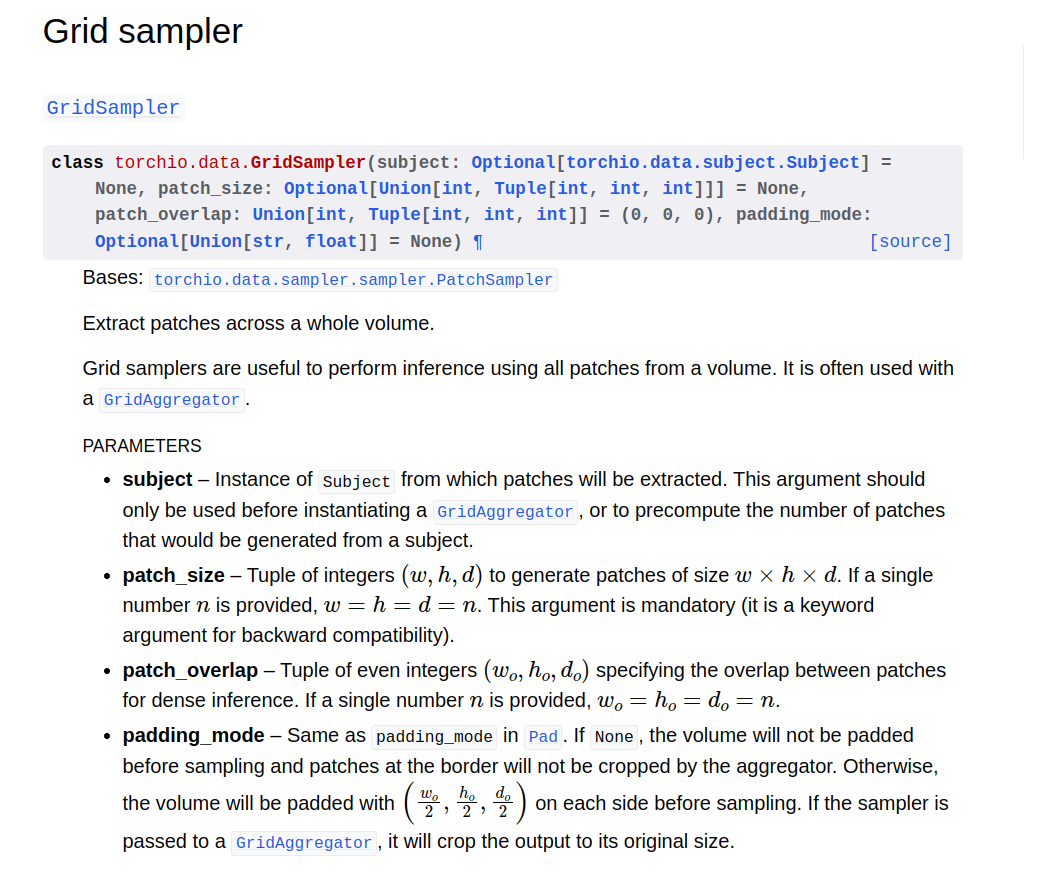 Grid sampler
GridSampler
class torchio.data.GridSampler(subject: Optional[torchio.data.subject.Subject] =
None, patch_size: Optional[Union[int, Tuple[int, int, int]]] = None,
patch_overlap: Union[int, Tuple[int, int, int]] = (0, 0, 0), padding_mode:
Optional[Union[str, float]] = None) ¶ [source]
Bases: torchio.data.sampler.sampler.PatchSampler
Extract patches across a whole volume.
Grid samplers are useful to perform inference using all patches from a volume. It is often used with
a GridAggregator.
PARAMETERS
• subject – Instance of Subject from which patches will be extracted. This argument should
only be used before instantiating a GridAggregator, or to precompute the number of patches
that would be generated from a subject.
• patch_size – Tuple of integers (w, h, d) to generate patches of size w × h × d. If a single
number n is provided, w = h = d = n. This argument is mandatory (it is a keyword
argument for backward compatibility).
• patch_overlap – Tuple of even integers (w_o, h_o, d_o) specifying the overlap between patches
for dense inference. If a single number n is provided, w_o = h_o = d_o = n.
• padding_mode – Same as padding_mode in Pad. If None, the volume will not be padded
before sampling and patches at the border will not be cropped by the aggregator. Otherwise,
the volume will be padded with (w_o/2, h_o/2, d_o/2) on each side before sampling. If the sampler is
passed to a GridAggregator, it will crop the output to its original size.